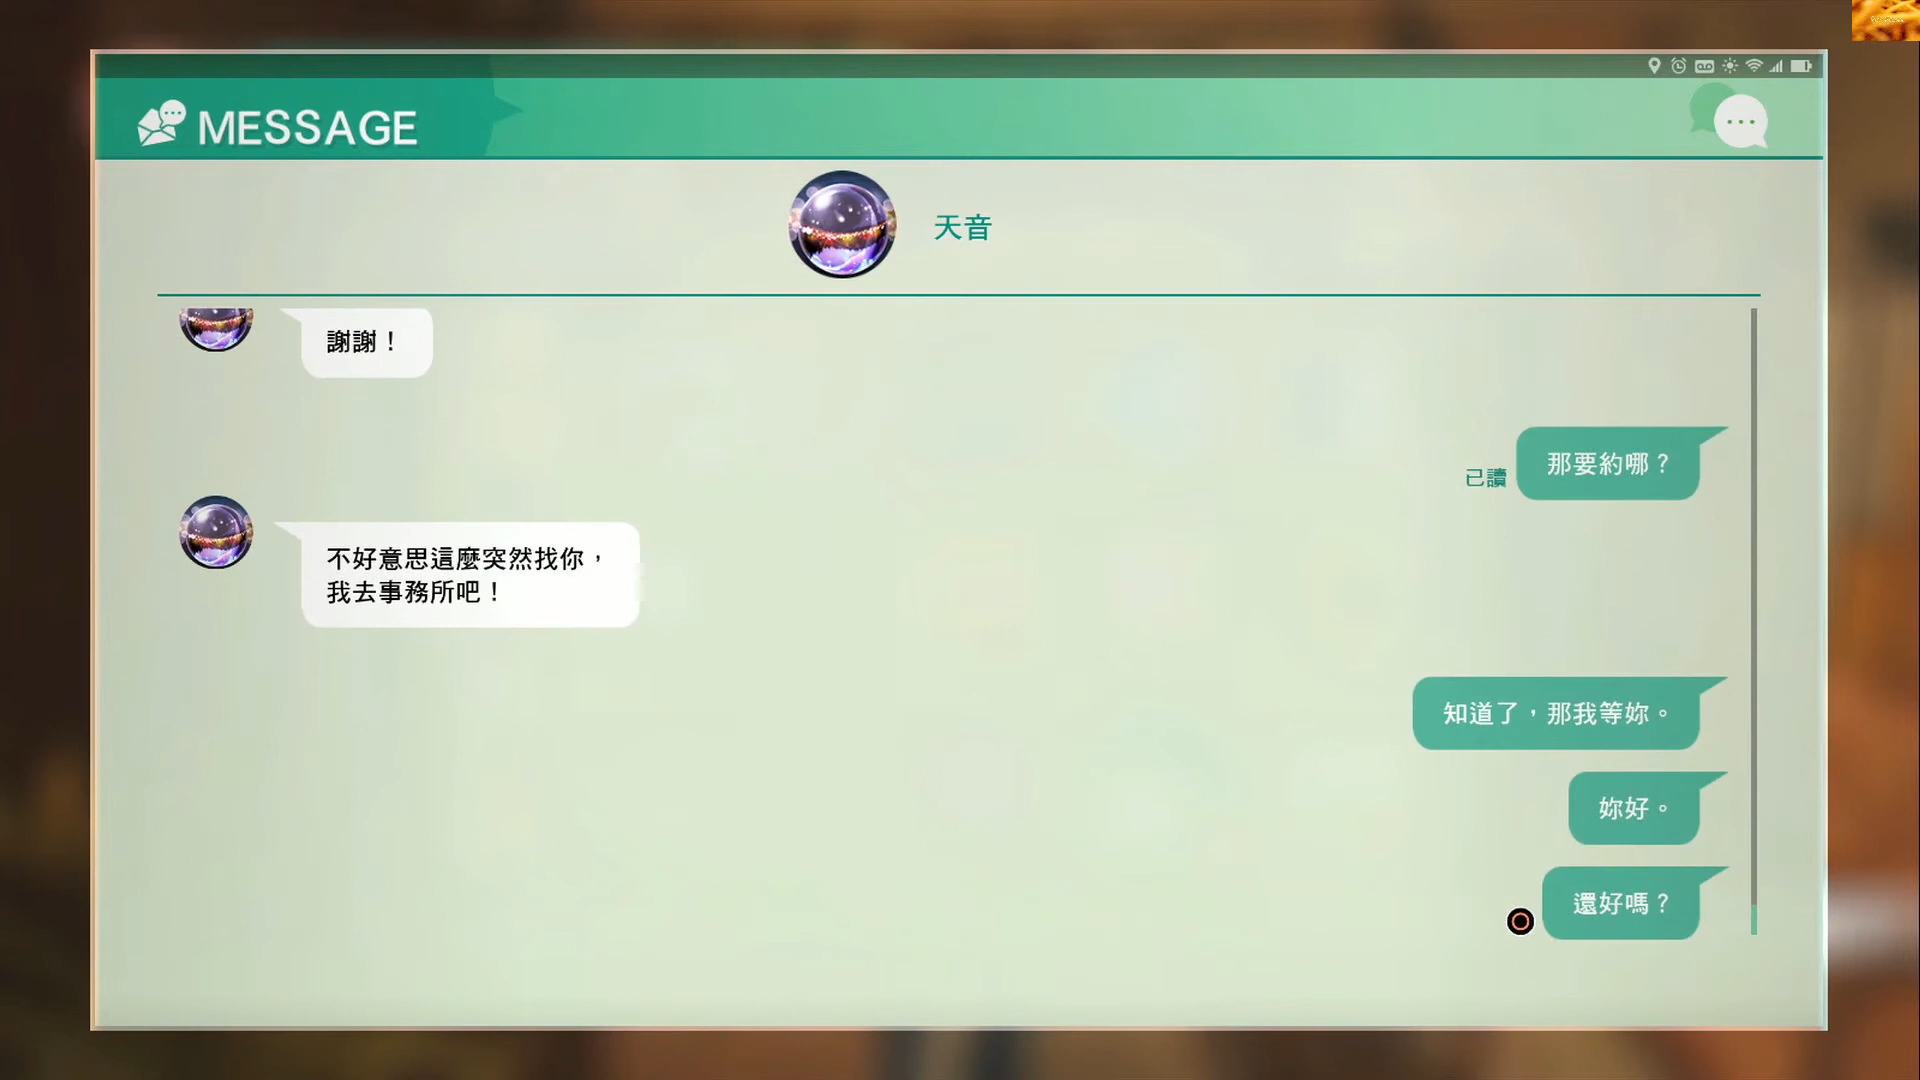 MESSAGE
天音
謝謝！
那要約哪？
已讀
不好意思這麼突然找你，
我去事務所吧！
知道了，那我等妳。
妳好。
還好嗎？